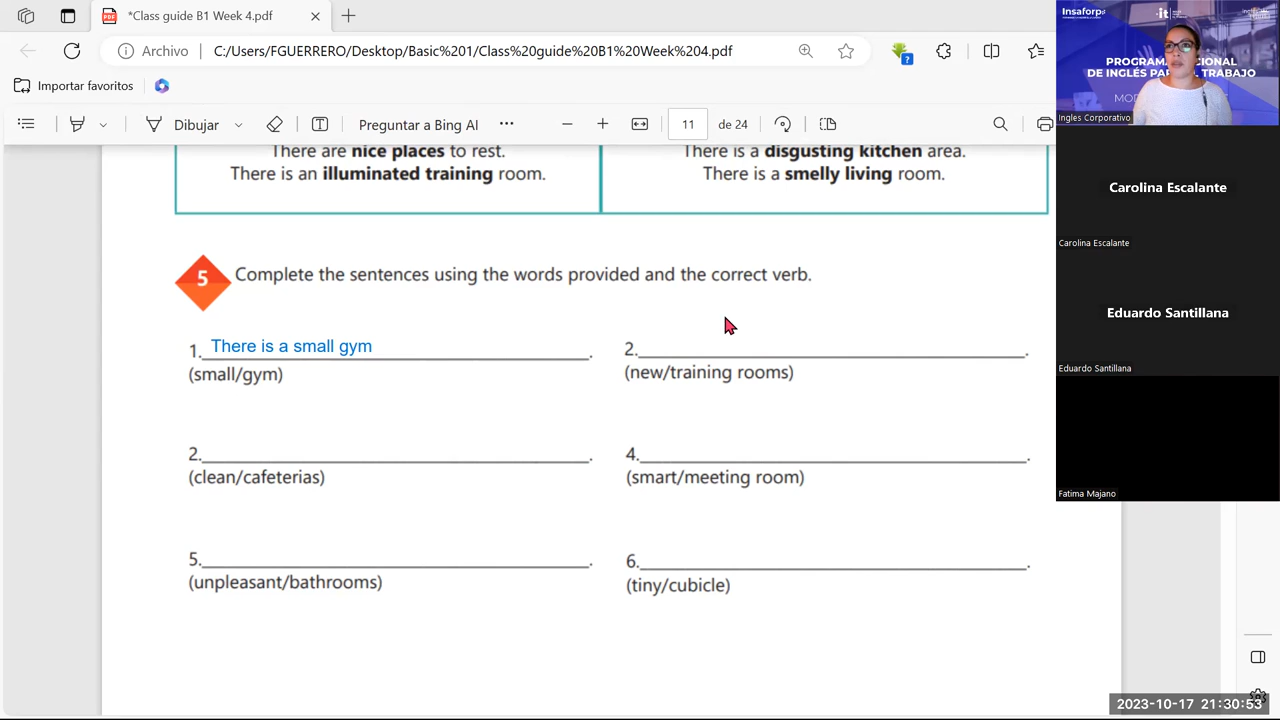 *Class guide B1 Week 4.pdf
Archivo
C:/Users/FGUERRERO/Desktop/Basic%201/Class%20guide%20B1%20Week%204.pdf
Importar favoritos
Dibujar
Preguntar a Bing AI
11
de 24
There are nice places to rest.
There is an illuminated training room.
There is a disgusting kitchen area.
There is a smelly living room.
5
Complete the sentences using the words provided and the correct verb.
1. There is a small gym.
(small/gym)
2.
(new/training rooms)
2.
(clean/cafeterias)
4.
(smart/meeting room)
5.
(unpleasant/bathrooms)
6.
(tiny/cubicle)
Insaforp
it
Ingles Corporativo
Carolina Escalante
Carolina Escalante
Eduardo Santillana
Eduardo Santillana
Fatima Majano
2023-10-17 21:30:53